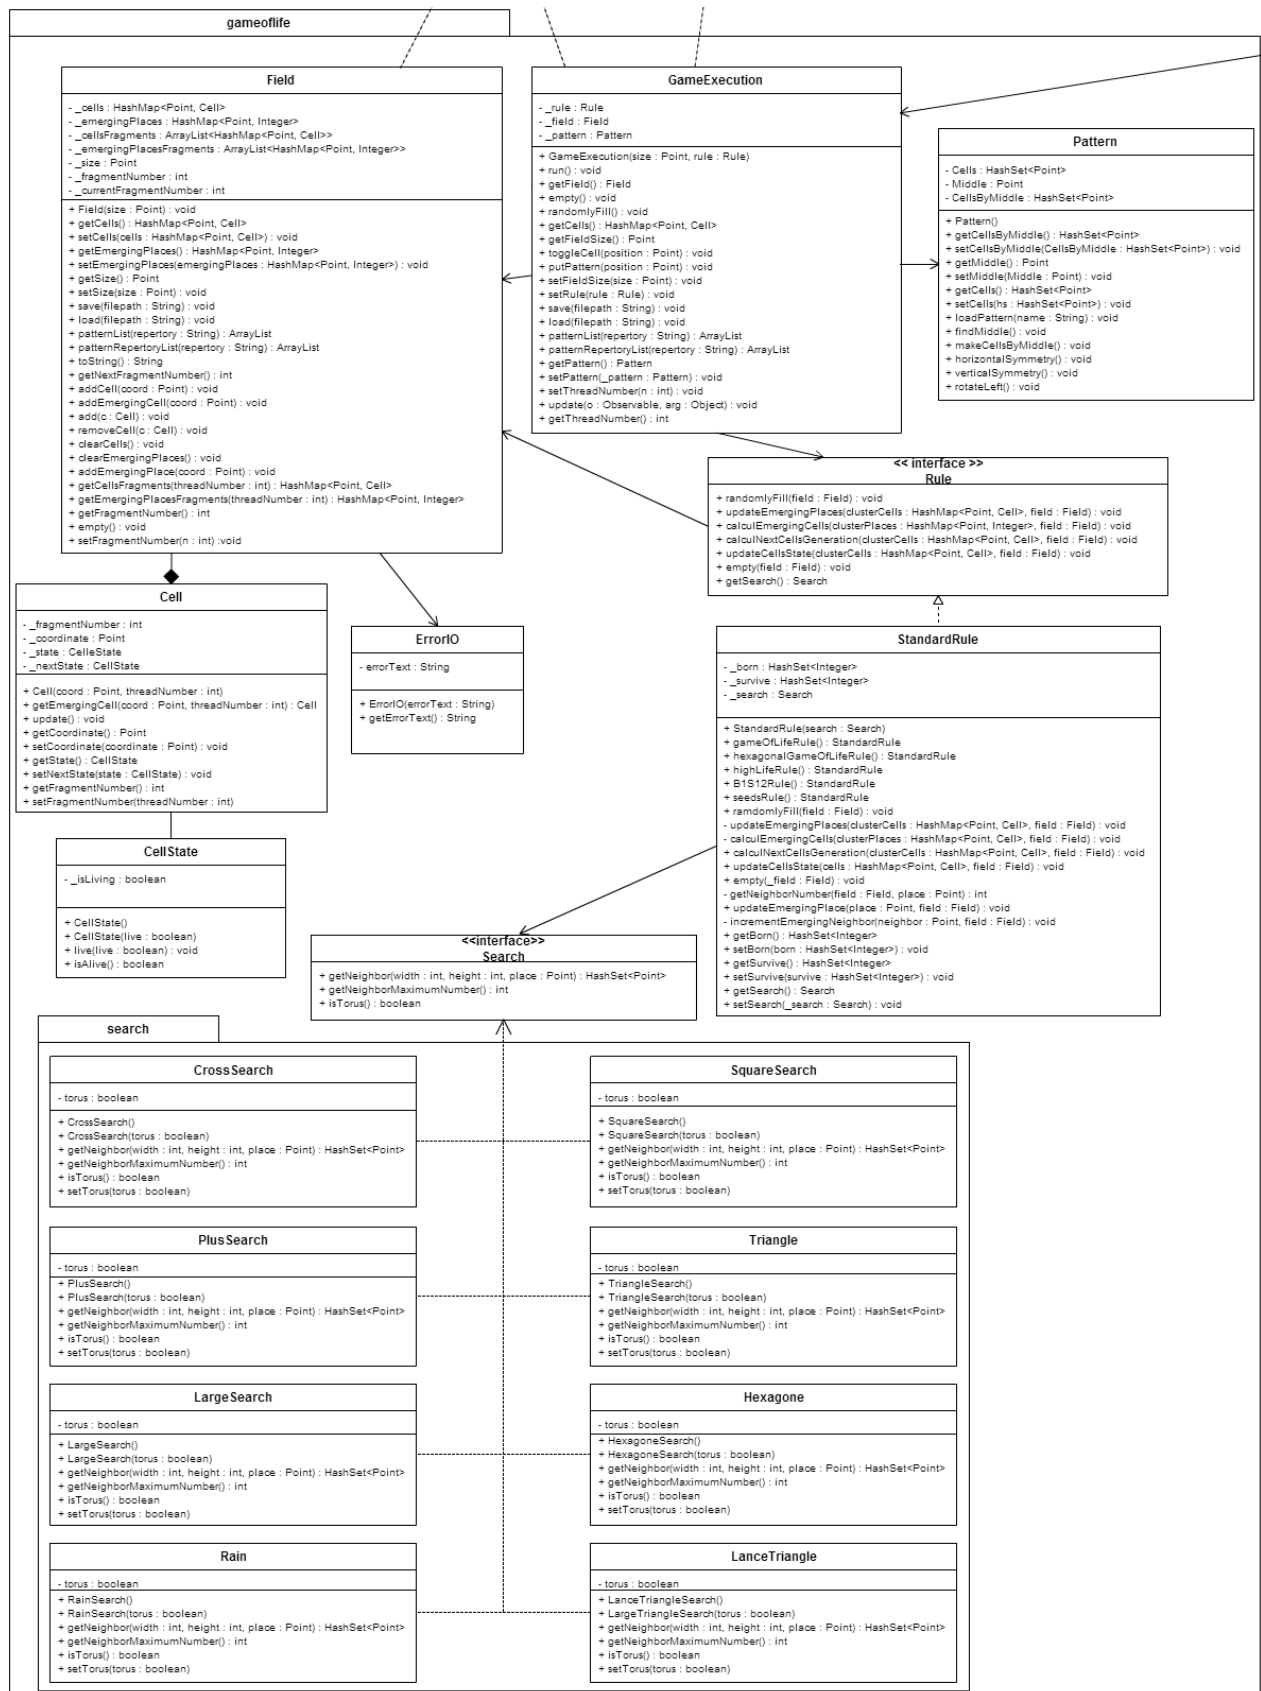 gameoflife
Field
- _cells : HashMap<Point, Cell>
- _emergingPlaces : HashMap<Point, Integer>
- _cellsFragments : ArrayList<HashMap<Point, Cell>>
- _emergingPlacesFragments : ArrayList<HashMap<Point, Integer>>
- _size : Point
- _fragmentNumber : int
- _currentFragmentNumber : int
+ Field(size : Point) : void
+ getCells() : HashMap<Point, Cell>
+ setCells(cells : HashMap<Point, Cell>) : void
+ getEmergingPlaces() : HashMap<Point, Integer>
+ setEmergingPlaces(emergingPlaces : HashMap<Point, Integer>) : void
+ getSize() : Point
+ setSize(size : Point) : void
+ save(filepath : String) : void
+ load(filepath : String) : void
+ patternList(repertory : String) : ArrayList
+ patternRepertoryList(repertory : String) : ArrayList
+ toString() : String
+ getNextFragmentNumber() : int
+ addCell(coord : Point) : void
+ addEmergingCell(coord : Point) : void
+ add(c : Cell) : void
+ removeCell(c : Cell) : void
+ clearCells() : void
+ clearEmergingPlaces() : void
+ addEmergingPlace(coord : Point) : void
+ getCellsFragments(threadNumber : int) : HashMap<Point, Cell>
+ getEmergingPlacesFragments(threadNumber : int) : HashMap<Point, Integer>
+ getFragmentNumber() : int
+ empty() : void
+ setFragmentNumber(n : int) :void
GameExecution
- _rule : Rule
- _field : Field
- _pattern : Pattern
+ GameExecution(size : Point, rule : Rule)
+ run() : void
+ getField() : Field
+ empty() : void
+ randomlyFill() : void
+ getCells() : HashMap<Point, Cell>
+ getFieldSize() : Point
+ toggleCell(position : Point) : void
+ putPattern(position : Point) : void
+ setFieldSize(size : Point) : void
+ setRule(rule : Rule) : void
+ save(filepath : String) : void
+ load(filepath : String) : void
+ patternList(repertory : String) : ArrayList
+ patternRepertoryList(repertory : String) : ArrayList
+ getPattern() : Pattern
+ setPattern(_pattern : Pattern) : void
+ setThreadNumber(n : int) : void
+ update(o : Observable, arg : Object) : void
+ getThreadNumber() : int
Pattern
- Cells : HashSet<Point>
- Middle : Point
- CellsByMiddle : HashSet<Point>
+ Pattern()
+ getCellsByMiddle() : HashSet<Point>
+ setCellsByMiddle(CellsByMiddle : HashSet<Point>) : void
+ getMiddle() : Point
+ setMiddle(Middle : Point) : void
+ getCells() : HashSet<Point>
+ setCells(hs : HashSet<Point>) : void
+ loadPattern(name : String) : void
+ findMiddle() : void
+ makeCellsByMiddle() : void
+ horizontalSymmetry() : void
+ verticalSymmetry() : void
+ rotateLeft() : void
<< interface >>
Rule
+ randomlyFill(field : Field) : void
+ updateEmergingPlaces(clusterCells : HashMap<Point, Cell>, field : Field) : void
+ calculEmergingCells(clusterPlaces : HashMap<Point, Integer>, field : Field) : void
+ calculNextCellsGeneration(clusterCells : HashMap<Point, Cell>, field : Field) : void
+ updateCellsState(clusterCells : HashMap<Point, Cell>, field : Field) : void
+ empty(field : Field) : void
+ getSearch() : Search
Cell
- _fragmentNumber : int
- _coordinate : Point
- _state : CelleState
- _nextState : CellState
+ Cell(coord : Point, threadNumber : int)
+ getEmergingCell(coord : Point, threadNumber : int) : Cell
+ update() : void
+ getCoordinate() : Point
+ setCoordinate(coordinate : Point) : void
+ getState() : CellState
+ setNextState(state : CellState) : void
+ getFragmentNumber() : int
+ setFragmentNumber(threadNumber : int)
ErrorIO
- errorText : String
+ ErrorIO(errorText : String)
+ getErrorText() : String
StandardRule
- _born : HashSet<Integer>
- _survive : HashSet<Integer>
- _search : Search
+ StandardRule(search : Search)
+ gameOfLifeRule() : StandardRule
+ hexagonalGameOfLifeRule() : StandardRule
+ highLifeRule() : StandardRule
+ B1S12Rule() : StandardRule
+ seedsRule() : StandardRule
+ ramdomlyFill(field : Field) : void
- updateEmergingPlaces(clusterCells : HashMap<Point, Cell>, field : Field) : void
- calculEmergingCells(clusterPlaces : HashMap<Point, Cell>, field : Field) : void
+ calculNextCellsGeneration(clusterCells : HashMap<Point, Cell>, field : Field) : void
+ updateCellsState(cells : HashMap<Point, Cell>, field : Field) : void
+ empty(_field : Field) : void
- getNeighborNumber(field : Field, place : Point) : int
+ updateEmergingPlace(place : Point, field : Field) : void
- incrementEmergingNeighbor(neighbor : Point, field : Field) : void
+ getBorn() : HashSet<Integer>
+ setBorn(born : HashSet<Integer>) : void
+ getSurvive() : HashSet<Integer>
+ setSurvive(survive : HashSet<Integer>) : void
+ getSearch() : Search
+ setSearch(_search : Search) : void
CellState
- _isLiving : boolean
+ CellState()
+ CellState(live : boolean)
+ live(live : boolean) : void
+ isAlive() : boolean
<<interface>>
Search
+ getNeighbor(width : int, height : int, place : Point) : HashSet<Point>
+ getNeighborMaximumNumber() : int
+ isTorus() : boolean
search
CrossSearch
- torus : boolean
+ CrossSearch()
+ CrossSearch(torus : boolean)
+ getNeighbor(width : int, height : int, place : Point) : HashSet<Point>
+ getNeighborMaximumNumber() : int
+ isTorus() : boolean
+ setTorus(torus : boolean)
SquareSearch
- torus : boolean
+ SquareSearch()
+ SquareSearch(torus : boolean)
+ getNeighbor(width : int, height : int, place : Point) : HashSet<Point>
+ getNeighborMaximumNumber() : int
+ isTorus() : boolean
+ setTorus(torus : boolean)
PlusSearch
- torus : boolean
+ PlusSearch()
+ PlusSearch(torus : boolean)
+ getNeighbor(width : int, height : int, place : Point) : HashSet<Point>
+ getNeighborMaximumNumber() : int
+ isTorus() : boolean
+ setTorus(torus : boolean)
Triangle
- torus : boolean
+ TriangleSearch()
+ TriangleSearch(torus : boolean)
+ getNeighbor(width : int, height : int, place : Point) : HashSet<Point>
+ getNeighborMaximumNumber() : int
+ isTorus() : boolean
+ setTorus(torus : boolean)
LargeSearch
- torus : boolean
+ LargeSearch()
+ LargeSearch(torus : boolean)
+ getNeighbor(width : int, height : int, place : Point) : HashSet<Point>
+ getNeighborMaximumNumber() : int
+ isTorus() : boolean
+ setTorus(torus : boolean)
Hexagone
- torus : boolean
+ HexagoneSearch()
+ HexagoneSearch(torus : boolean)
+ getNeighbor(width : int, height : int, place : Point) : HashSet<Point>
+ getNeighborMaximumNumber() : int
+ isTorus() : boolean
+ setTorus(torus : boolean)
Rain
- torus : boolean
+ RainSearch()
+ RainSearch(torus : boolean)
+ getNeighbor(width : int, height : int, place : Point) : HashSet<Point>
+ getNeighborMaximumNumber() : int
+ isTorus() : boolean
+ setTorus(torus : boolean)
LanceTriangle
- torus : boolean
+ LanceTriangleSearch()
+ LargeTriangleSearch(torus : boolean)
+ getNeighbor(width : int, height : int, place : Point) : HashSet<Point>
+ getNeighborMaximumNumber() : int
+ isTorus() : boolean
+ setTorus(torus : boolean)